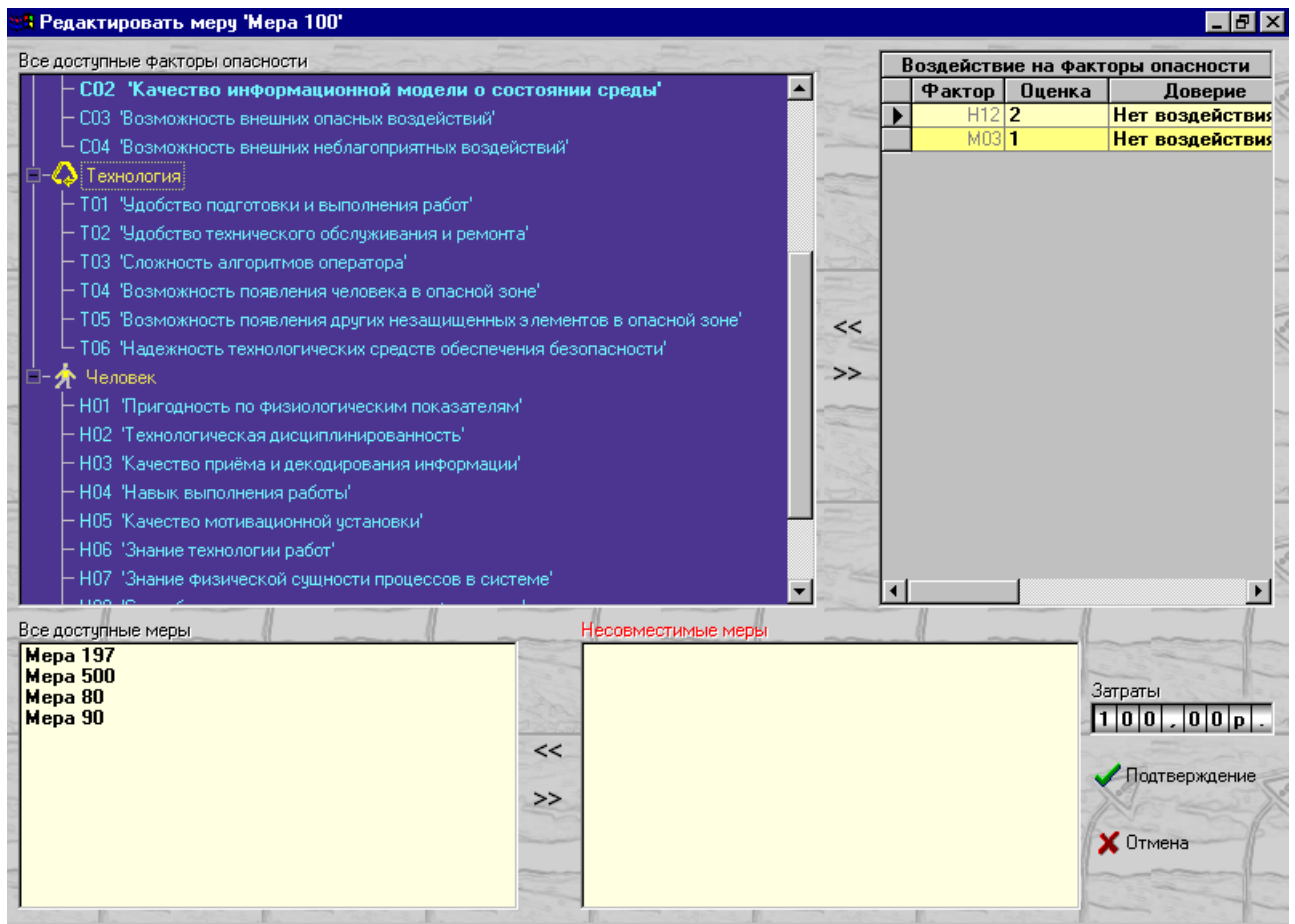 Редактировать меру 'Мера 100'
Все доступные факторы опасности
C02 'Качество информационной модели о состоянии среды'
C03 'Возможность внешних опасных воздействий'
C04 'Возможность внешних неблагоприятных воздействий'
Технология
T01 'Удобство подготовки и выполнения работ'
T02 'Удобство технического обслуживания и ремонта'
T03 'Сложность алгоритмов оператора'
T04 'Возможность появления человека в опасной зоне'
T05 'Возможность появления других незащищенных элементов в опасной зоне'
T06 'Надежность технологических средств обеспечения безопасности'
Человек
H01 'Пригодность по физиологическим показателям'
H02 'Технологическая дисциплинированность'
H03 'Качество приёма и декодирования информации'
H04 'Навык выполнения работы'
H05 'Качество мотивационной установки'
H06 'Знание технологии работ'
H07 'Знание физической сущности процессов в системе'
<<
>>
Воздействие на факторы опасности
Фактор Оценка Доверие
H12 2 Нет воздействия
M03 1 Нет воздействия
Все доступные меры
Мера 197
Мера 500
Мера 80
Мера 90
<<
>>
Несовместимые меры
Затраты
100,00р.
Подтверждение
Отмена